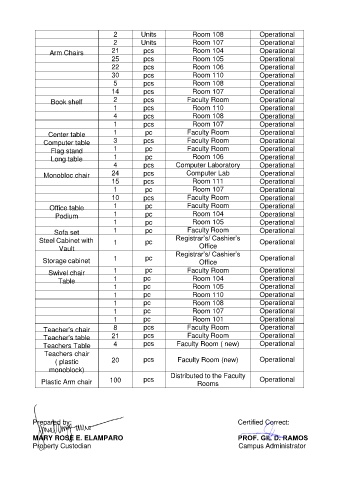 2 Units Room 108 Operational
2 Units Room 107 Operational
Arm Chairs 21 pcs Room 104 Operational
25 pcs Room 105 Operational
22 pcs Room 106 Operational
30 pcs Room 110 Operational
5 pcs Room 108 Operational
14 pcs Room 107 Operational
Book shelf 2 pcs Faculty Room Operational
1 pcs Room 110 Operational
4 pcs Room 108 Operational
1 pcs Room 107 Operational
Center table 1 pc Faculty Room Operational
Computer table 3 pcs Faculty Room Operational
Flag stand 1 pc Faculty Room Operational
Long table 1 pc Room 106 Operational
4 pcs Computer Laboratory Operational
Monobloc chair 24 pcs Computer Lab Operational
15 pcs Room 111 Operational
1 pc Room 107 Operational
10 pcs Faculty Room Operational
Office table 1 pc Faculty Room Operational
Podium 1 pc Room 104 Operational
1 pc Room 105 Operational
Sofa set 1 pc Faculty Room Operational
Steel Cabinet with
Vault 1 pc Registrar's/ Cashier's
Office Operational
Storage cabinet 1 pc Registrar's/ Cashier's
Office Operational
Swivel chair 1 pc Faculty Room Operational
Table 1 pc Room 104 Operational
1 pc Room 105 Operational
1 pc Room 110 Operational
1 pc Room 108 Operational
1 pc Room 107 Operational
1 pc Room 101 Operational
Teacher's chair 8 pcs Faculty Room Operational
Teacher's table 21 pcs Faculty Room Operational
Teachers Table 4 pcs Faculty Room ( new) Operational
Teachers chair
( plastic
monoblock) 20 pcs Faculty Room (new) Operational
Plastic Arm chair 100 pcs Distributed to the Faculty
Rooms Operational
Prepared by: Certified Correct:
MARY ROSE E. ELAMPARO PROF. GIL D. RAMOS
Property Custodian Campus Administrator